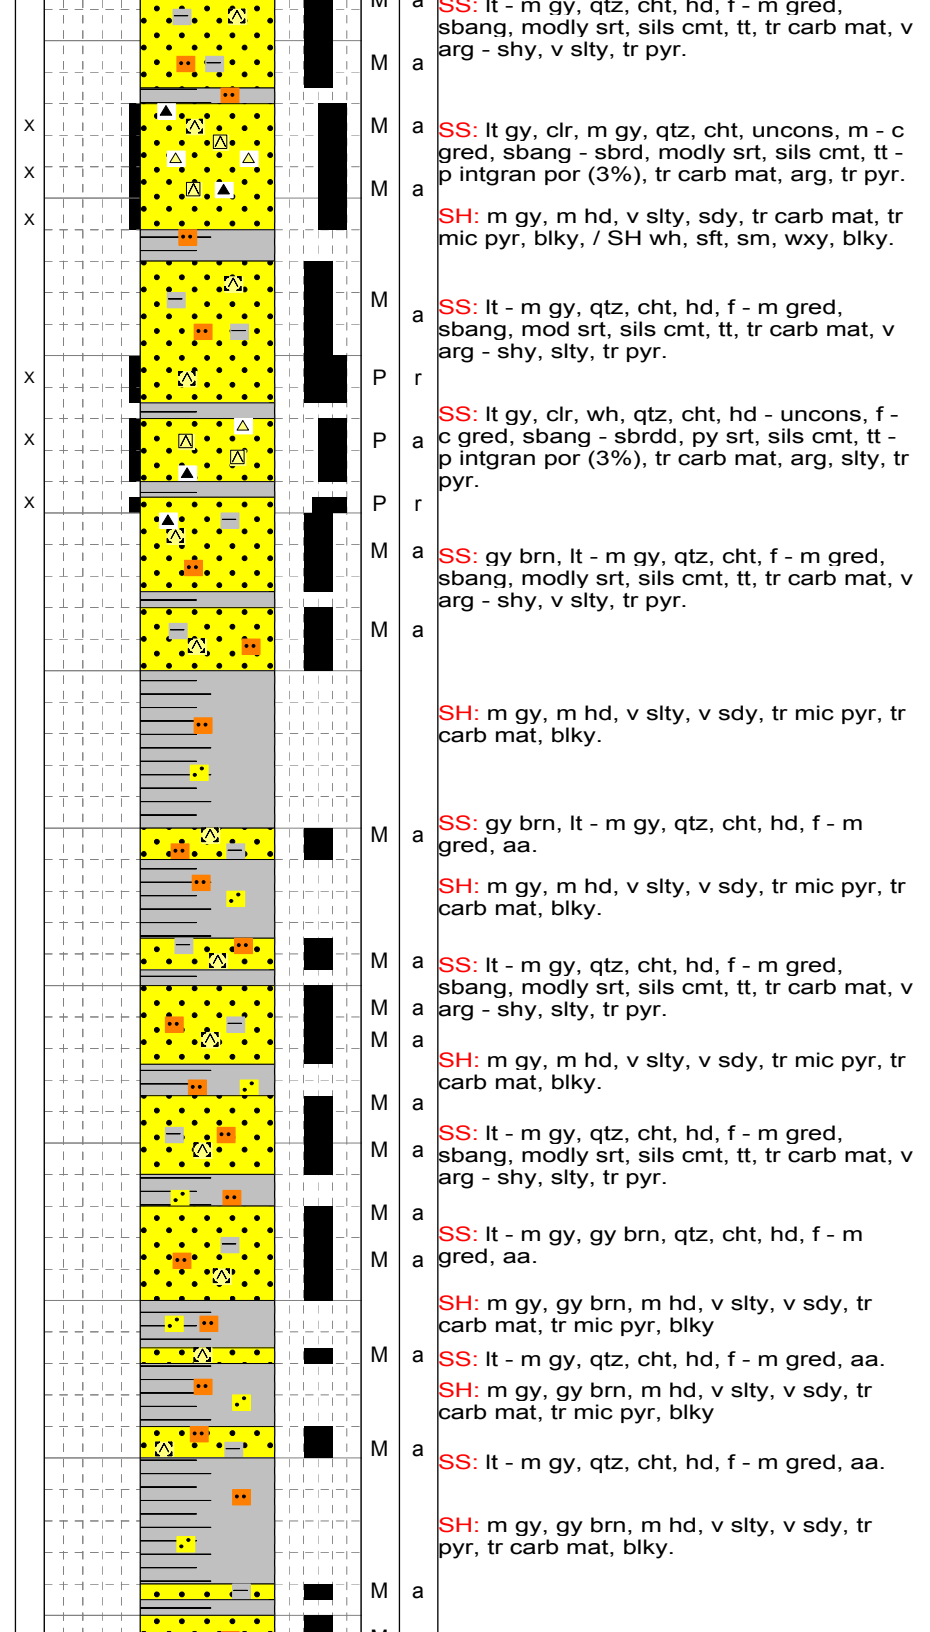 M a
SS: lt - m gy, qtz, cht, hd, f - m gred,
sbang, modly srt, sils cmt, tt, tr carb mat, v
arg - shy, v slty, tr pyr.
M a
X M a
SS: lt gy, clr, m gy, qtz, cht, uncons, m - c
gred, sbang - sbrd, modly srt, sils cmt, tt -
p intgran por (3%), tr carb mat, arg, tr pyr.
X
M a
X
SH: m gy, m hd, v slty, sdy, tr carb mat, tr
mic pyr, blky, / SH wh, sft, sm, wxy, blky.
M a
SS: lt - m gy, qtz, cht, hd, f - m gred,
sbang, mod srt, sils cmt, tt, tr carb mat, v
arg - shy, slty, tr pyr.
X P r
SS: lt gy, clr, wh, qtz, cht, hd - uncons, f -
c gred, sbang - sbrdd, py srt, sils cmt, tt -
p intgran por (3%), tr carb mat, arg, slty, tr
pyr.
X P a
X P r
M a
SS: gy brn, lt - m gy, qtz, cht, f - m gred,
sbang, modly srt, sils cmt, tt, tr carb mat, v
arg - shy, v slty, tr pyr.
M a
SH: m gy, m hd, v slty, v sdy, tr mic pyr, tr
carb mat, blky.
M a
SS: gy brn, lt - m gy, qtz, cht, hd, f - m
gred, aa.
SH: m gy, m hd, v slty, v sdy, tr mic pyr, tr
carb mat, blky.
M a
SS: lt - m gy, qtz, cht, hd, f - m gred,
sbang, modly srt, sils cmt, tt, tr carb mat, v
arg - shy, slty, tr pyr.
M a
M a
SH: m gy, m hd, v slty, v sdy, tr mic pyr, tr
carb mat, blky.
M a
SS: lt - m gy, qtz, cht, hd, f - m gred,
sbang, modly srt, sils cmt, tt, tr carb mat, v
arg - shy, slty, tr pyr.
M a
M a
SS: lt - m gy, gy brn, qtz, cht, hd, f - m
gred, aa.
M a
SH: m gy, gy brn, m hd, v slty, v sdy, tr
carb mat, tr mic pyr, blky
M a
SS: lt - m gy, qtz, cht, hd, f - m gred, aa.
SH: m gy, gy brn, m hd, v slty, v sdy, tr
carb mat, tr mic pyr, blky
M a
SS: lt - m gy, qtz, cht, hd, f - m gred, aa.
SH: m gy, gy brn, m hd, v slty, v sdy, tr
pyr, tr carb mat, blky.
M a